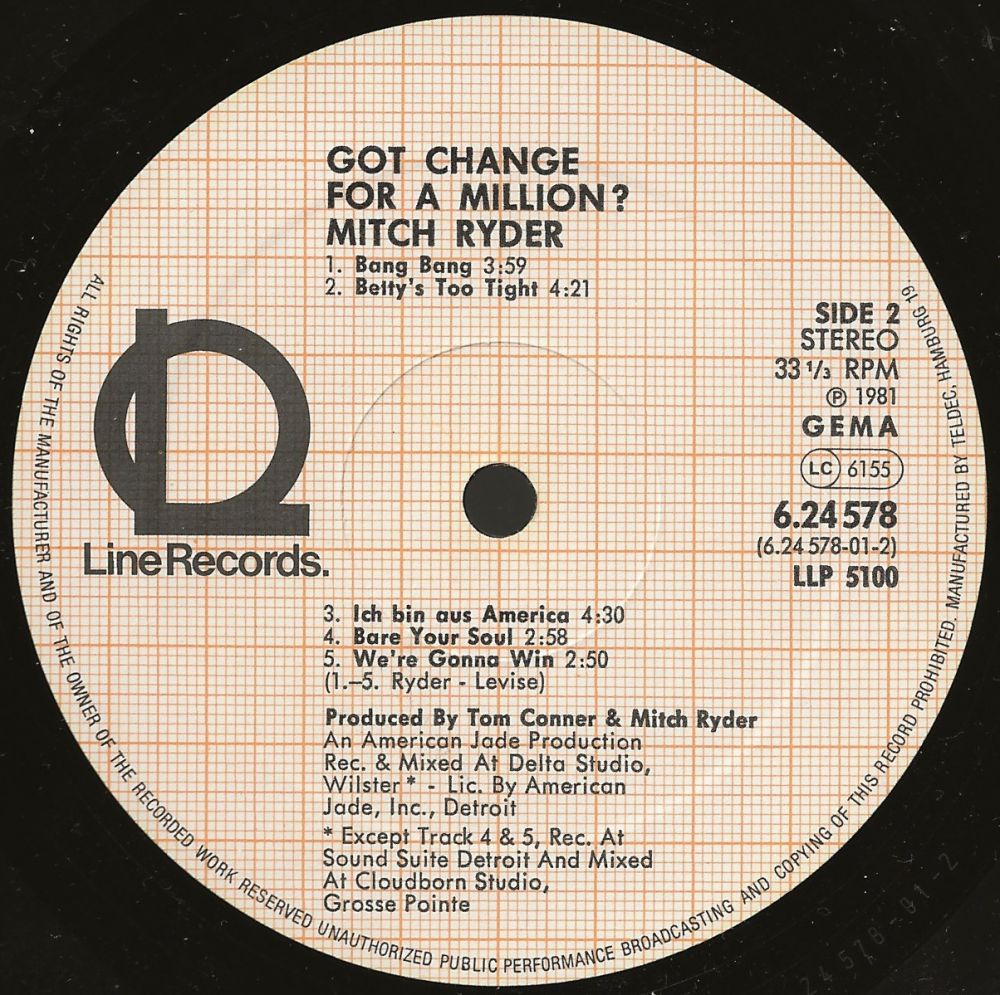 GOT CHANGE
FOR A MILLION?
MITCH RYDER
1. Bang Bang 3:59
2. Betty's Too Tight 4:21
SIDE 2
STEREO
33 1/3 RPM
℗ 1981
GEMA
LC 6155
6.24 578
(6.24 578-01-2)
LLP 5100
Line Records.
3. Ich bin aus America 4:30
4. Bare Your Soul 2:58
5. We're Gonna Win 2:50
(1.–5. Ryder - Levise)
Produced By Tom Conner & Mitch Ryder
An American Jade Production
Rec. & Mixed At Delta Studio,
Wilster * - Lic. By American
Jade, Inc., Detroit
* Except Track 4 & 5, Rec. At
Sound Suite Detroit And Mixed
At Cloudborn Studio,
Grosse Pointe
ALL RIGHTS OF THE MANUFACTURER AND OF THE OWNER OF THE RECORDED WORK RESERVED UNAUTHORIZED PUBLIC PERFORMANCE BROADCASTING AND COPYING OF THIS RECORD PROHIBITED. MANUFACTURED BY TELDEC, HAMBURG 19
24578-01-2